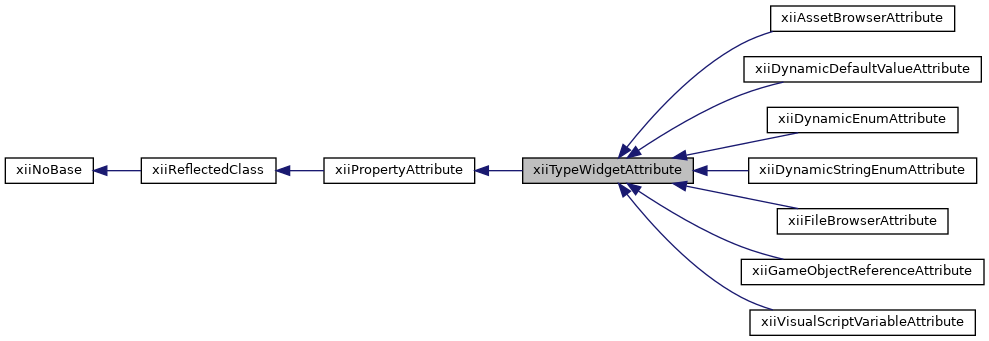 xiiAssetBrowserAttribute
xiiDynamicDefaultValueAttribute
xiiDynamicEnumAttribute
xiiNoBase
xiiReflectedClass
xiiPropertyAttribute
xiiTypeWidgetAttribute
xiiDynamicStringEnumAttribute
xiiFileBrowserAttribute
xiiGameObjectReferenceAttribute
xiiVisualScriptVariableAttribute